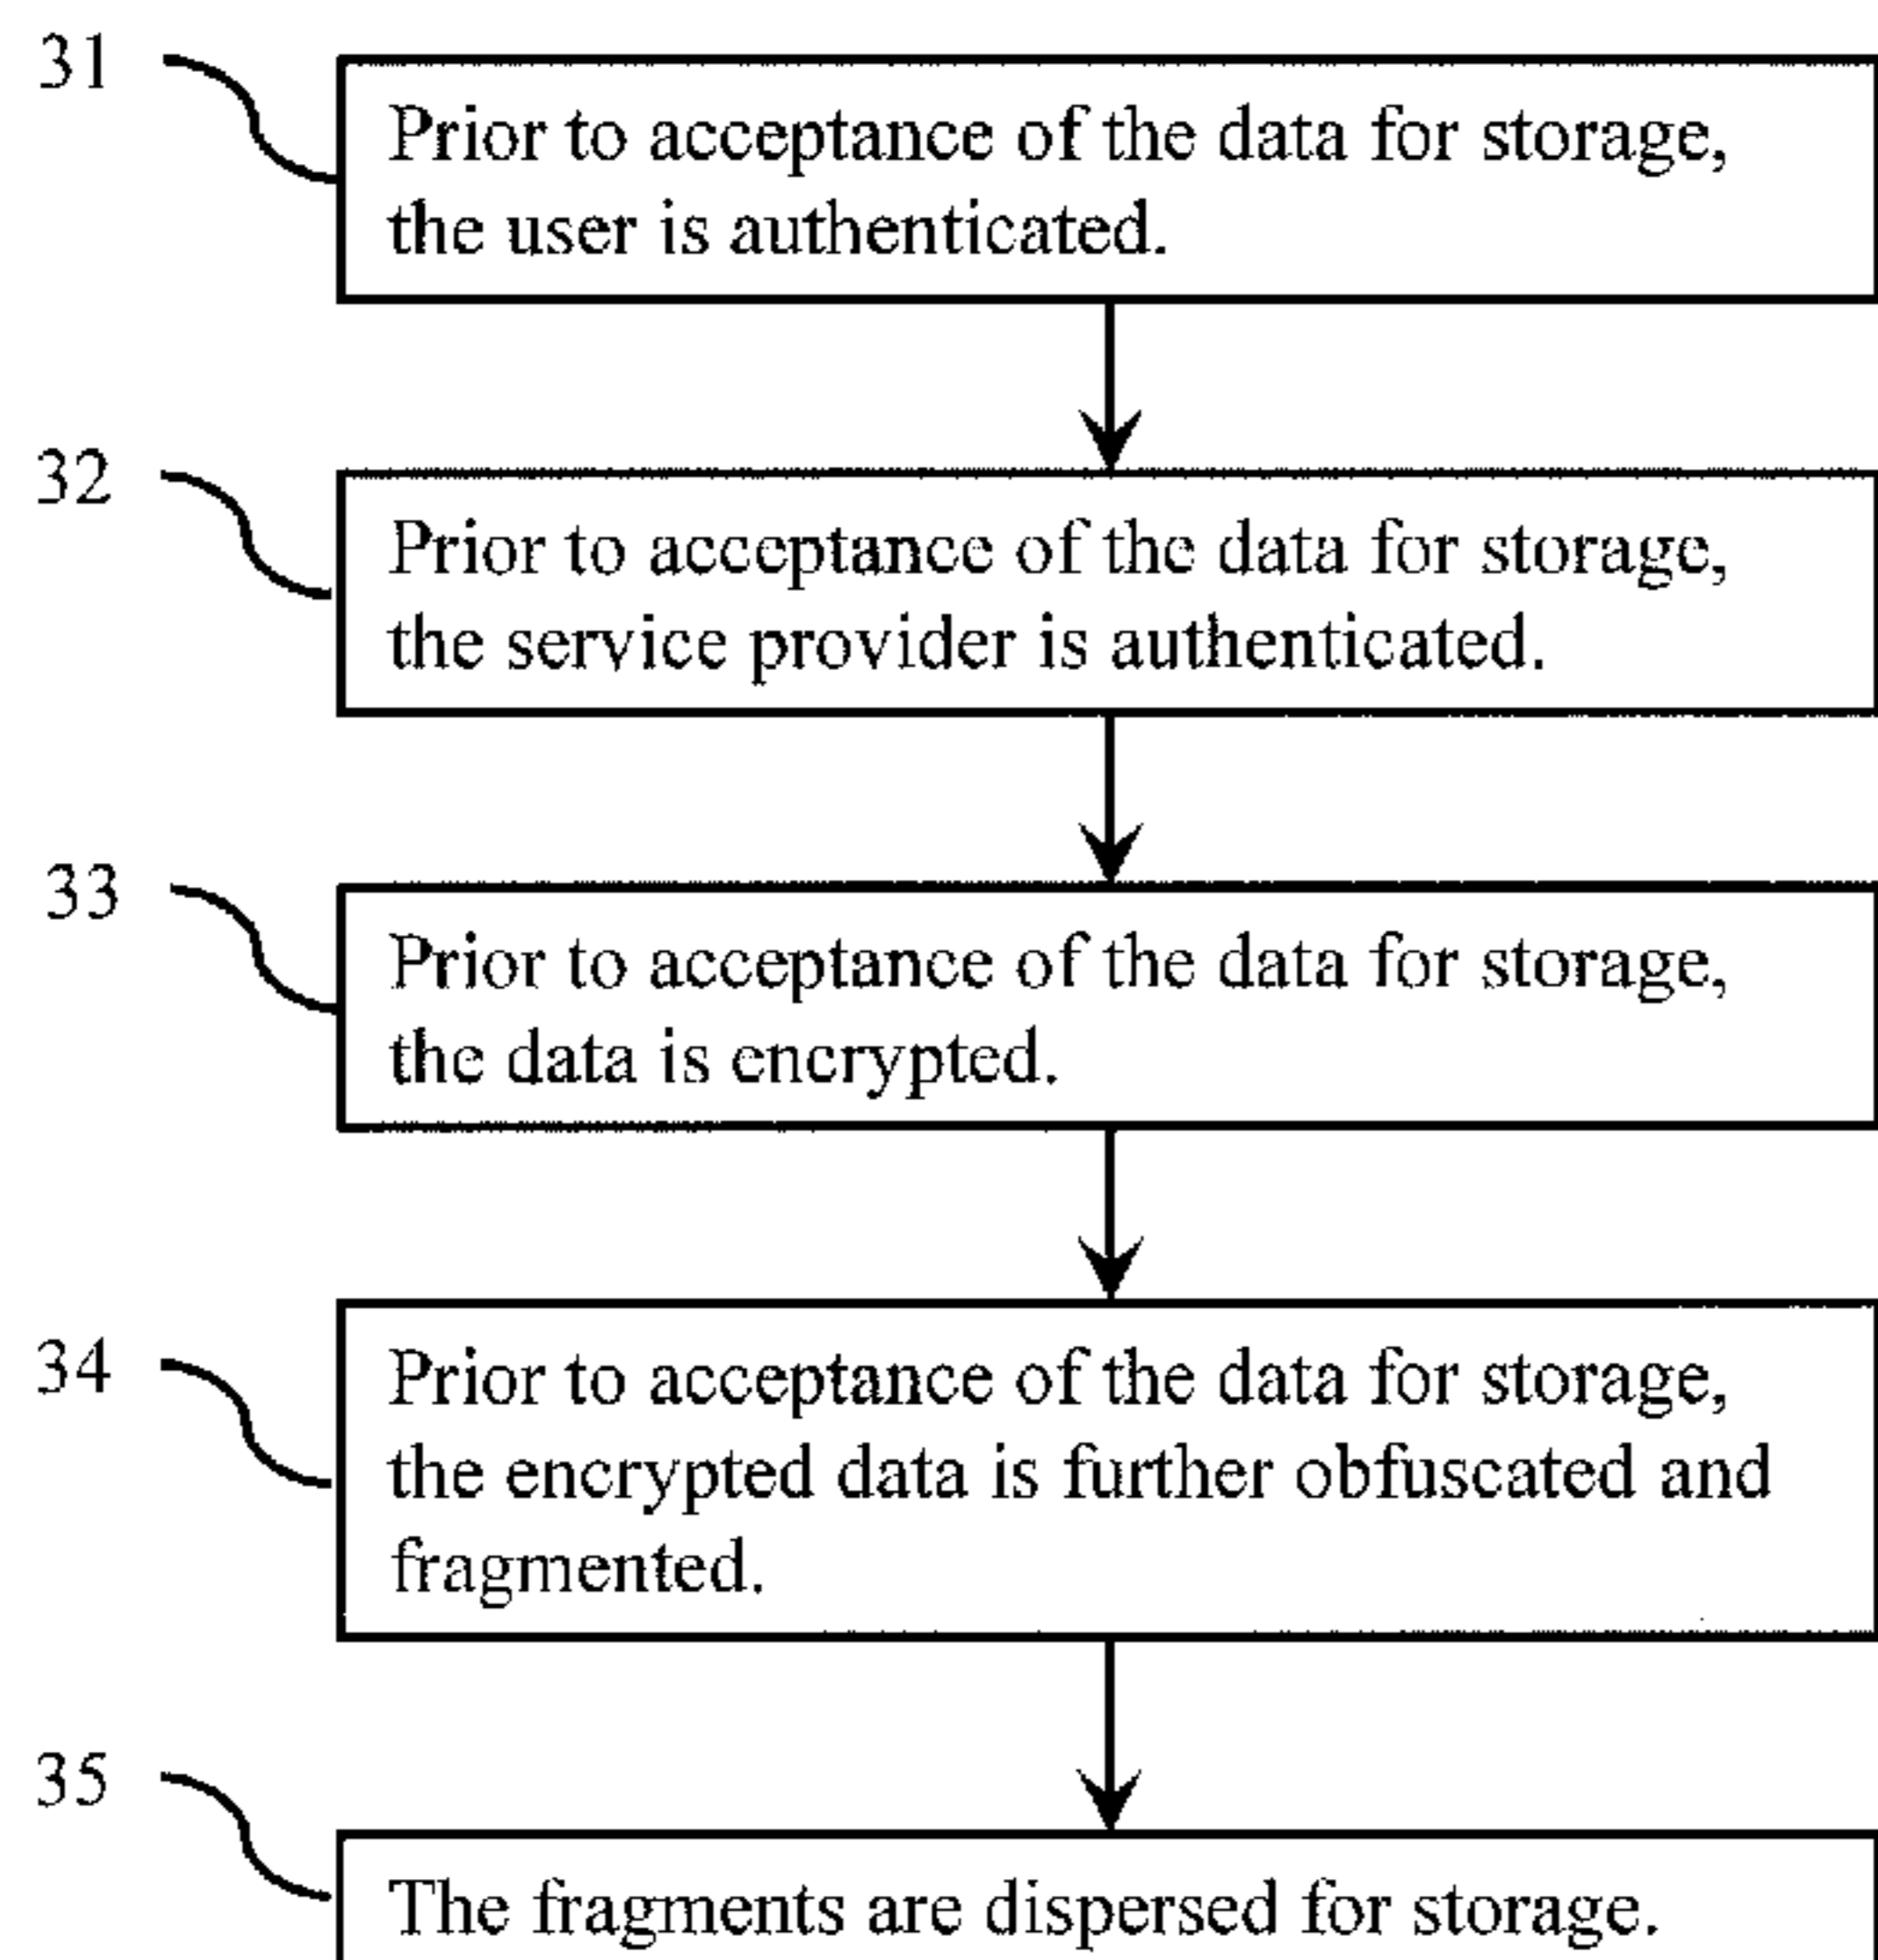 31
Prior to acceptance of the data for storage,
the user is authenticated.
32
Prior to acceptance of the data for storage,
the service provider is authenticated.
33
Prior to acceptance of the data for storage,
the data is encrypted.
34
Prior to acceptance of the data for storage,
the encrypted data is further obfuscated and
fragmented.
35
The fragments are dispersed for storage.